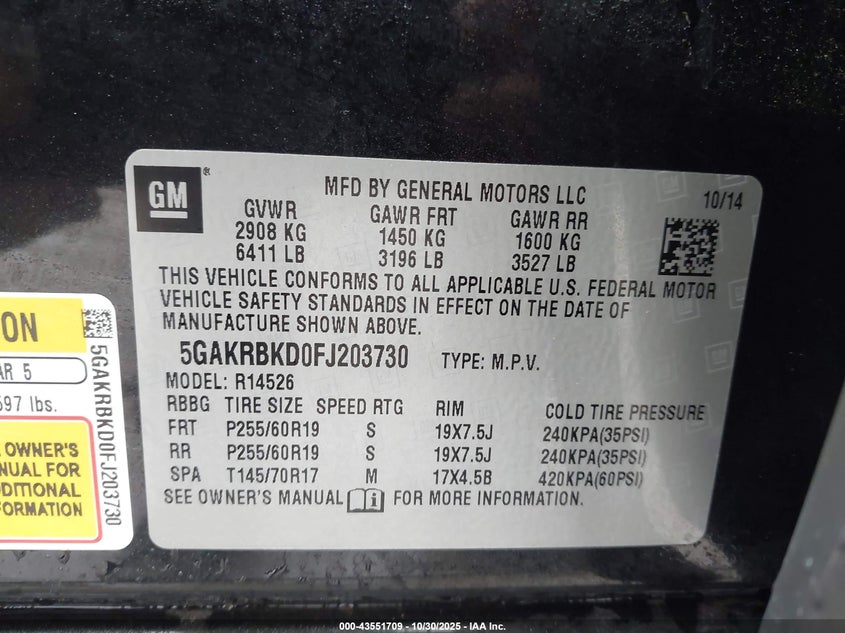 GM
®
MFD BY GENERAL MOTORS LLC
10/14
GVWR GAWR FRT GAWR RR
2908 KG 1450 KG 1600 KG
6411 LB 3196 LB 3527 LB
THIS VEHICLE CONFORMS TO ALL APPLICABLE U.S. FEDERAL MOTOR
VEHICLE SAFETY STANDARDS IN EFFECT ON THE DATE OF
MANUFACTURE SHOWN ABOVE.
5GAKRBKD0FJ203730 TYPE: M.P.V.
MODEL: R14526
RBBG TIRE SIZE SPEED RTG RIM COLD TIRE PRESSURE
FRT P255/60R19 S 19X7.5J 240KPA(35PSI)
RR P255/60R19 S 19X7.5J 240KPA(35PSI)
SPA T145/70R17 M 17X4.5B 420KPA(60PSI)
SEE OWNER'S MANUAL FOR MORE INFORMATION.
ON
AR 5
597 lbs.
OWNER'S
NUAL FOR
DDITIONAL
FORMATION
5GAKRBKD0FJ203730
000-43551709 - 10/30/2025 - IAA Inc.